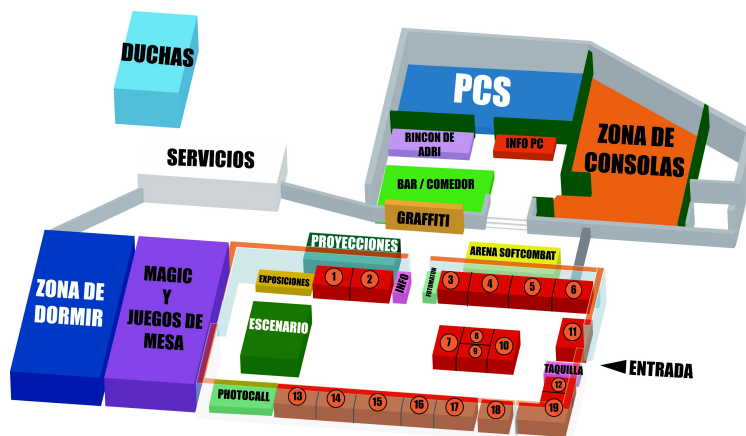 DUCHAS
PCS
ZONA DE
CONSOLAS
RINCON DE
ADRI
INFO PC
SERVICIOS
BAR / COMEDOR
GRAFFITI
PROYECCIONES
ARENA SOFTCOMBAT
ZONA DE
DORMIR
MAGIC
Y
JUEGOS DE
MESA
EXPOSICIONES
1
2
INFO
FOTOMATON
3
4
5
6
ESCENARIO
7
8
9
10
11
TAQUILLA
12
ENTRADA
PHOTOCALL
13
14
15
16
17
18
19